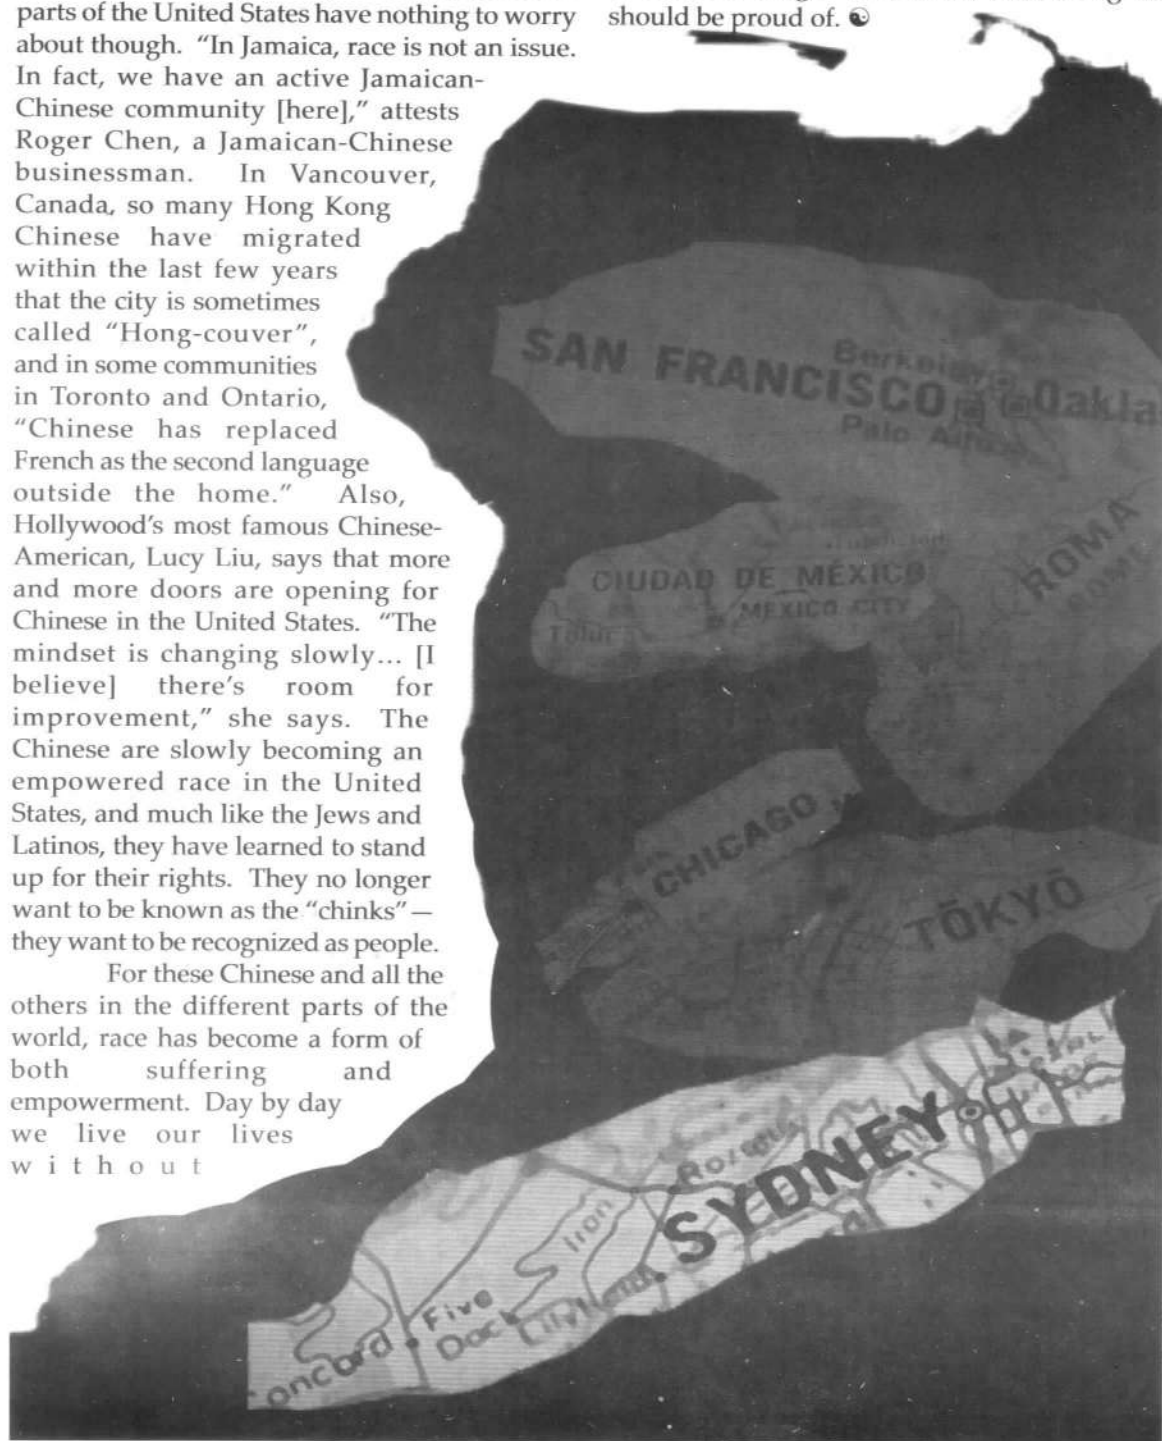 parts of the United States have nothing to worry
about though. “In Jamaica, race is not an issue.
In fact, we have an active Jamaican-
Chinese community [here],” attests
Roger Chen, a Jamaican-Chinese
businessman. In Vancouver,
Canada, so many Hong Kong
Chinese have migrated
within the last few years
that the city is sometimes
called “Hong-couver”,
and in some communities
in Toronto and Ontario,
“Chinese has replaced
French as the second language
outside the home.” Also,
Hollywood’s most famous Chinese-
American, Lucy Liu, says that more
and more doors are opening for
Chinese in the United States. “The
mindset is changing slowly... [I
believe] there’s room for
improvement,” she says. The
Chinese are slowly becoming an
empowered race in the United
States, and much like the Jews and
Latinos, they have learned to stand
up for their rights. They no longer
want to be known as the “chinks”—
they want to be recognized as people.
For these Chinese and all the
others in the different parts of the
world, race has become a form of
both suffering and
empowerment. Day by day
we live our lives
without
should be proud of.
SAN FRANCISCO
Berkeley
Oakla
Palo Alto
CIUDAD DE MÉXICO
MEXICO CITY
ROMA
ROME
CHICAGO
TŌKYŌ
SYDNEY
Iron
Five
Dock
oncord